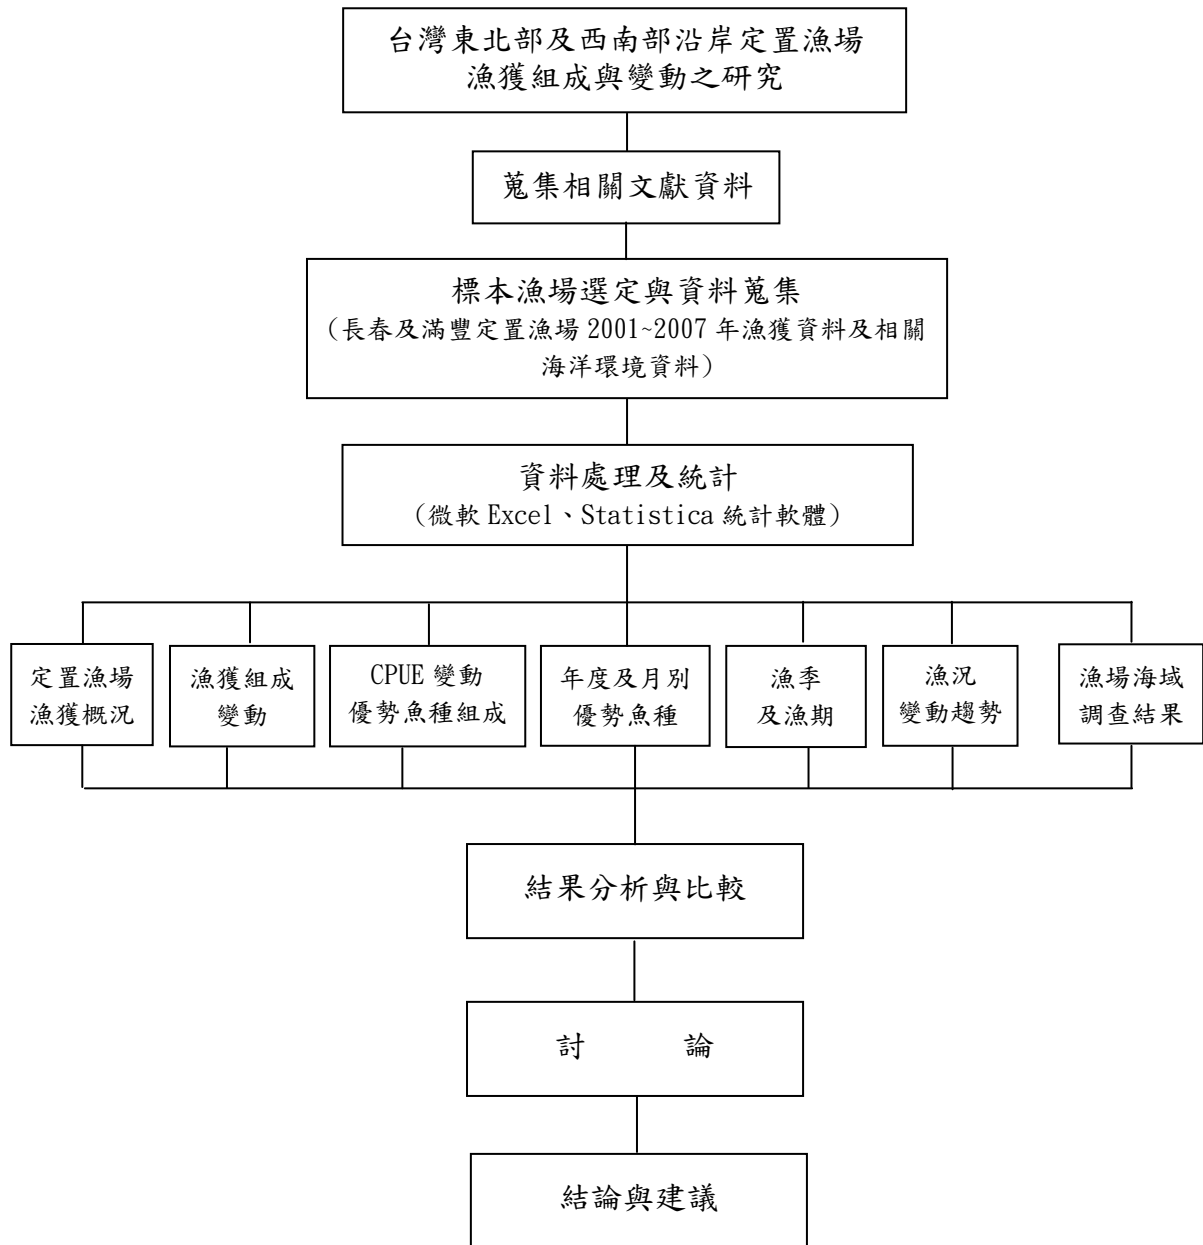 台灣東北部及西南部沿岸定置漁場
漁獲組成與變動之研究
蒐集相關文獻資料
標本漁場選定與資料蒐集
（長春及滿豐定置漁場 2001~2007 年漁獲資料及相關
海洋環境資料）
資料處理及統計
（微軟 Excel、Statistica 統計軟體）
定置漁場
漁獲概況
漁獲組成
變動
CPUE 變動
優勢魚種組成
年度及月別
優勢魚種
漁季
及漁期
漁況
變動趨勢
漁場海域
調查結果
結果分析與比較
討 論
結論與建議